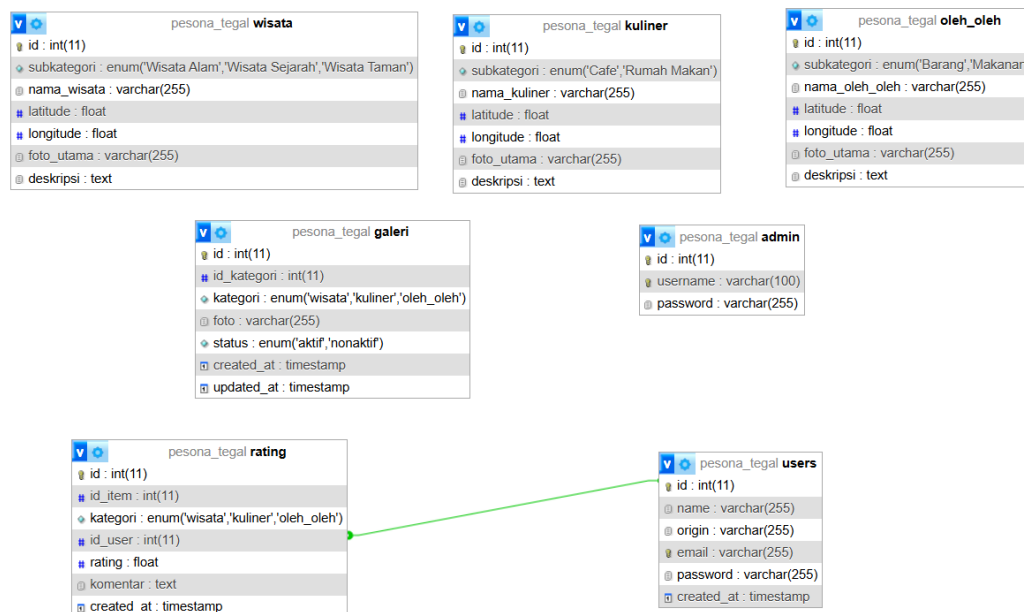 pesona_tegal wisata
id : int(11)
subkategori : enum('Wisata Alam','Wisata Sejarah','Wisata Taman')
nama_wisata : varchar(255)
latitude : float
longitude : float
foto_utama : varchar(255)
deskripsi : text
pesona_tegal kuliner
id : int(11)
subkategori : enum('Cafe','Rumah Makan')
nama_kuliner : varchar(255)
latitude : float
longitude : float
foto_utama : varchar(255)
deskripsi : text
pesona_tegal oleh_oleh
id : int(11)
subkategori : enum('Barang','Makanan
nama_oleh_oleh : varchar(255)
latitude : float
longitude : float
foto_utama : varchar(255)
deskripsi : text
pesona_tegal galeri
id : int(11)
id_kategori : int(11)
kategori : enum('wisata','kuliner','oleh_oleh')
foto : varchar(255)
status : enum('aktif','nonaktif')
created_at : timestamp
updated_at : timestamp
pesona_tegal admin
id : int(11)
username : varchar(100)
password : varchar(255)
pesona_tegal rating
id : int(11)
id_item : int(11)
kategori : enum('wisata','kuliner','oleh_oleh')
id_user : int(11)
rating : float
komentar : text
created_at : timestamp
pesona_tegal users
id : int(11)
name : varchar(255)
origin : varchar(255)
email : varchar(255)
password : varchar(255)
created_at : timestamp